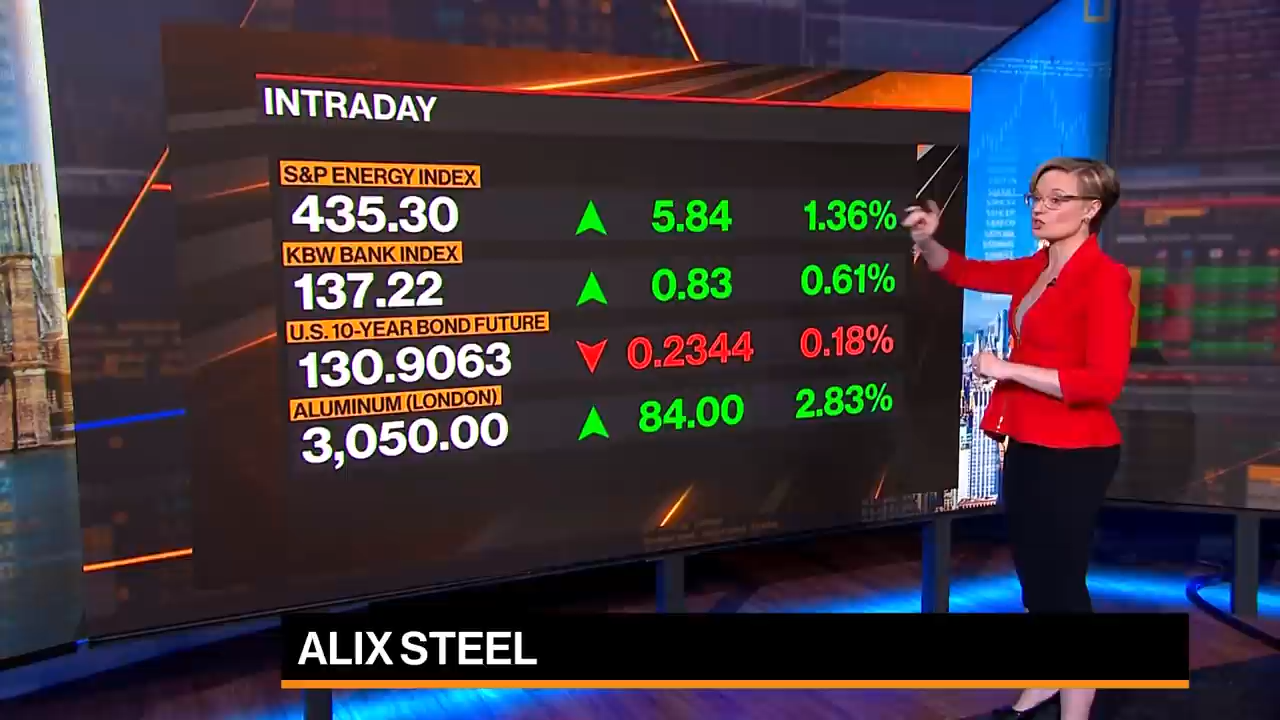 INTRADAY
S&P ENERGY INDEX
435.30 5.84 1.36%
KBW BANK INDEX
137.22 0.83 0.61%
U.S. 10-YEAR BOND FUTURE
130.9063 0.2344 0.18%
ALUMINUM (LONDON)
3,050.00 84.00 2.83%
ALIX STEEL